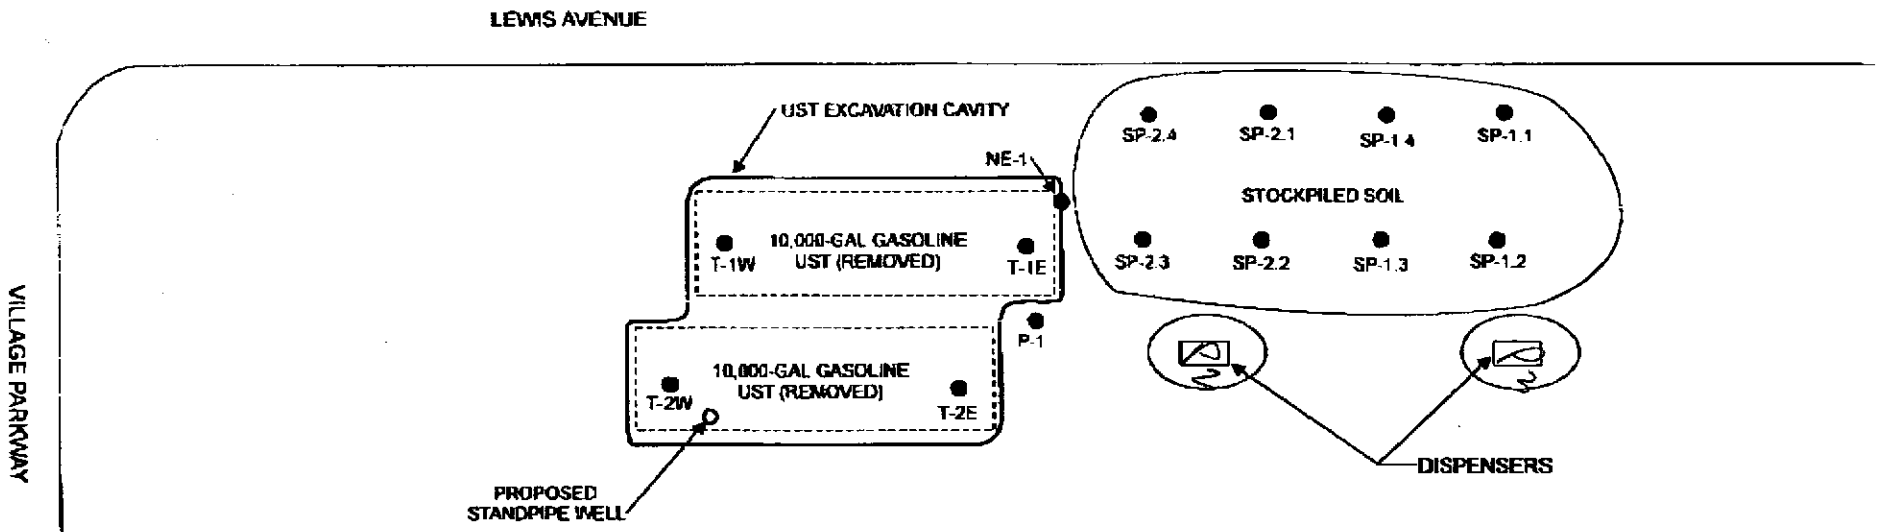 LEWIS AVENUE
UST EXCAVATION CAVITY
NE-1
SP-2.4
SP-2.1
SP-1.4
SP-1.1
STOCKPILED SOIL
10,000-GAL GASOLINE
UST (REMOVED)
T-1W
T-1E
SP-2.3
SP-2.2
SP-1.3
SP-1.2
P-1
10,000-GAL GASOLINE
UST (REMOVED)
T-2W
T-2E
DISPENSERS
PROPOSED
STANDPIPE WELL
VILLAGE PARKWAY